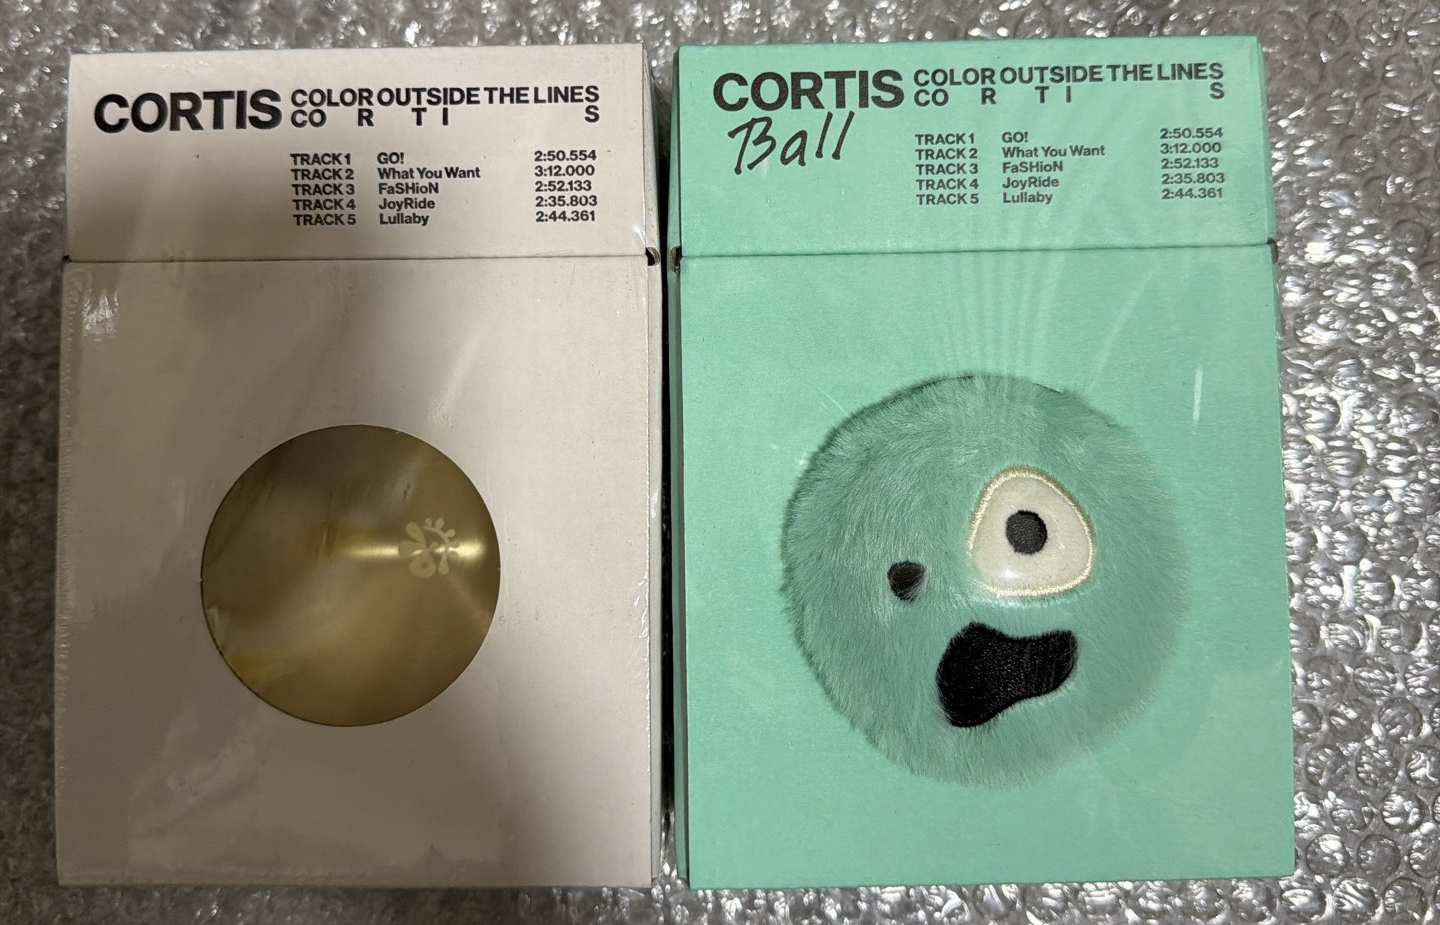 CORTIS COLOR OUTSIDE THE LINES
CO R T I S
TRACK 1 GO! 2:50.554
TRACK 2 What You Want 3:12.000
TRACK 3 FaSHioN 2:52.133
TRACK 4 JoyRide 2:35.803
TRACK 5 Lullaby 2:44.361
CORTIS COLOR OUTSIDE THE LINES
CO R T I S
Ball
TRACK 1 GO! 2:50.554
TRACK 2 What You Want 3:12.000
TRACK 3 FaSHioN 2:52.133
TRACK 4 JoyRide 2:35.803
TRACK 5 Lullaby 2:44.361